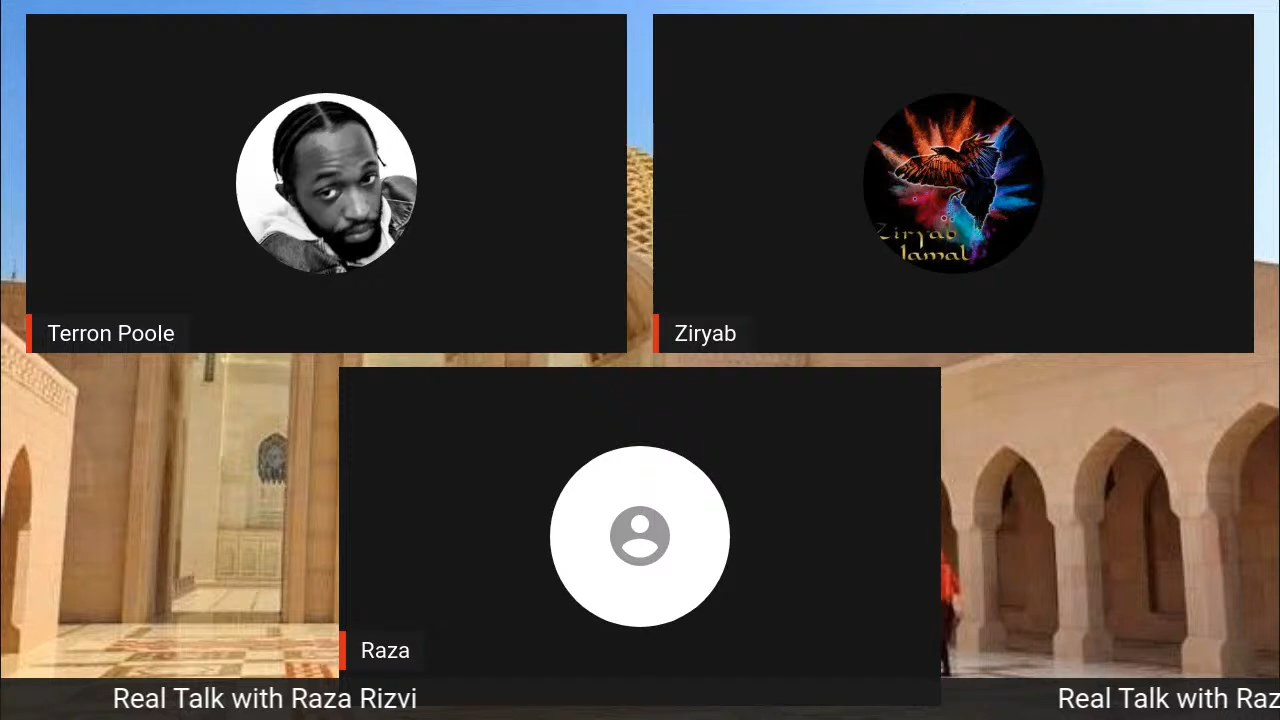 Ziryab
Jamal
Terron Poole
Ziryab
Raza
Real Talk with Raza Rizvi
Real Talk with Raz